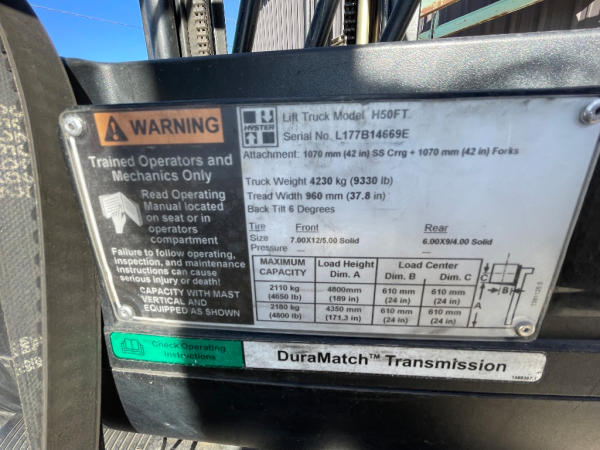 WARNING
Trained Operators and
Mechanics Only
Read Operating
Manual located
on seat or in
operators
compartment
Failure to follow operating,
inspection, and maintenance
instructions can cause
serious injury or death!
CAPACITY WITH MAST
VERTICAL AND
EQUIPPED AS SHOWN
HYSTER
Lift Truck Model H50FT
Serial No. L177B14669E
Attachment: 1070 mm (42 in) SS Crrg + 1070 mm (42 in) Forks
Truck Weight 4230 kg (9330 lb)
Tread Width 960 mm (37.8 in)
Back Tilt 6 Degrees
Tire Front Rear
Size 7.00X12/5.00 Solid 6.00X9/4.00 Solid
Pressure – –
MAXIMUM CAPACITY Load Height Dim. A Load Center Dim. B Dim. C
2110 kg (4650 lb) 4800mm (189 in) 610 mm (24 in) 610 mm (24 in)
2180 kg (4800 lb) 4350 mm (171.3 in) 610 mm (24 in) 610 mm (24 in)
C
B
A
Check Operating
Instructions
DuraMatch™ Transmission